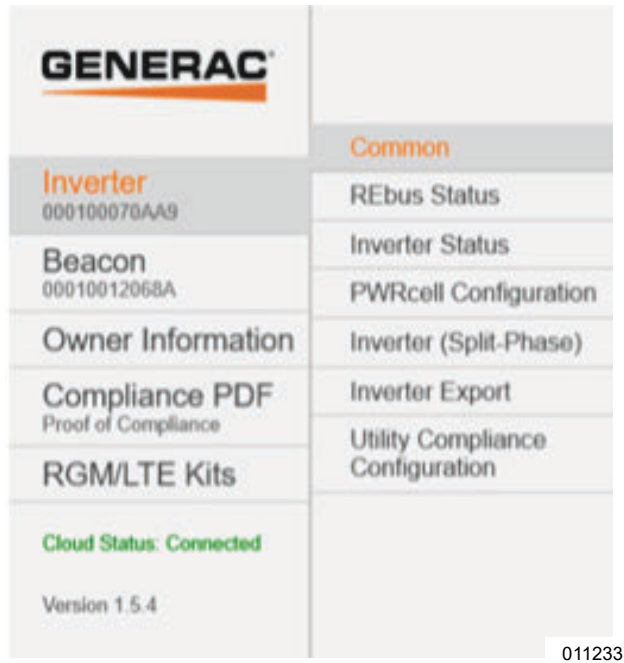 GENERAC
Inverter
000100070AA9
Beacon
00010012068A
Owner Information
Compliance PDF
Proof of Compliance
RGM/LTE Kits
Cloud Status: Connected
Version 1.5.4
Common
REbus Status
Inverter Status
PWRcell Configuration
Inverter (Split-Phase)
Inverter Export
Utility Compliance
Configuration
011233